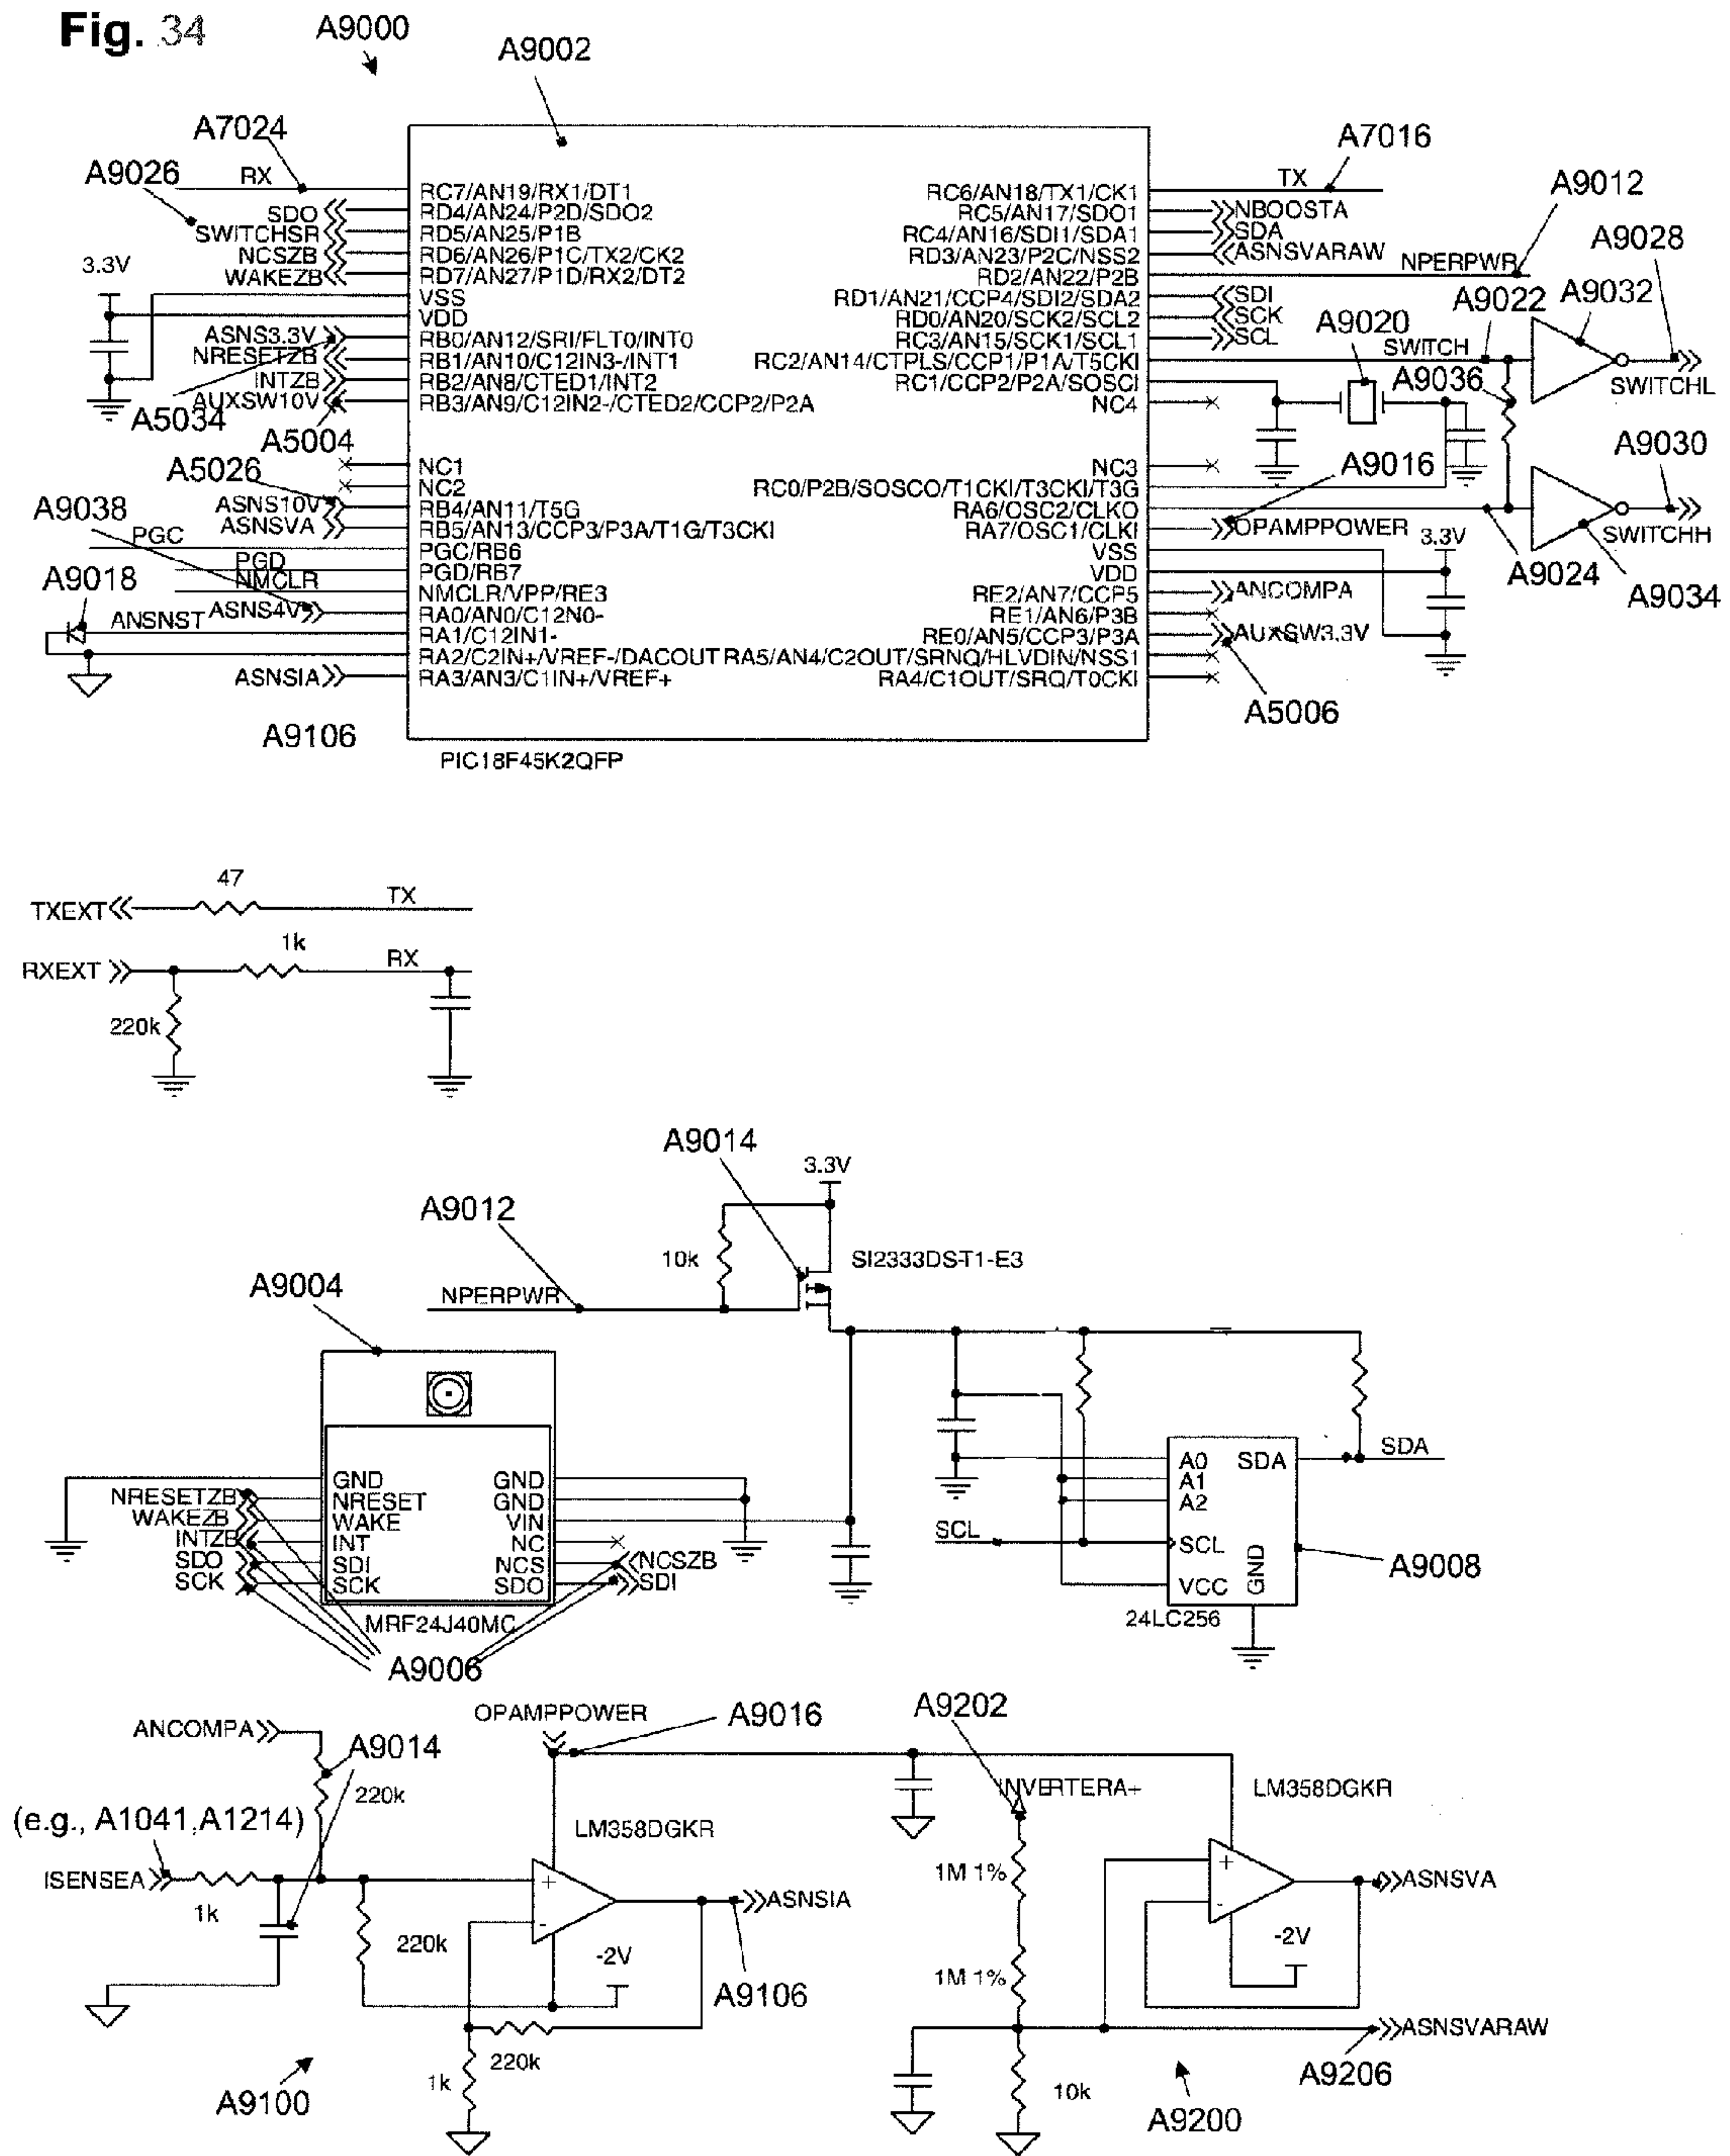 Fig. 34
A9000
A9002
A7024
A9026
RX
SDO
SWITCHSR
NCSZB
WAKEZB
3.3V
ASNS3.3V
NRESETZB
INTZB
AUXSW10V
A5034
A5004
A5026
ASNS10V
ASNSVA
A9038
PGC
PGD
NMCLR
A9018
ANSNST
ASNS4V
ASNSIA
A9106
RC7/AN19/RX1/DT1
RD4/AN24/P2D/SDO2
RD5/AN25/P1B
RD6/AN26/P1C/TX2/CK2
RD7/AN27/P1D/RX2/DT2
VSS
VDD
RB0/AN12/SRI/FLT0/INT0
RB1/AN10/C12IN3-/INT1
RB2/AN8/CTED1/INT2
RB3/AN9/C12IN2-/CTED2/CCP2/P2A
NC1
NC2
RB4/AN11/T5G
RB5/AN13/CCP3/P3A/T1G/T3CKI
PGC/RB6
PGD/RB7
NMCLR/VPP/RE3
RA0/AN0/C12N0-
RA1/C12IN1-
RA2/C2IN+/VREF-/DACOUT
RA3/AN3/C1IN+/VREF+
RC6/AN18/TX1/CK1
RC5/AN17/SDO1
RC4/AN16/SDI1/SDA1
RD3/AN23/P2C/NSS2
RD2/AN22/P2B
RD1/AN21/CCP4/SDI2/SDA2
RD0/AN20/SCK2/SCL2
RC3/AN15/SCK1/SCL1
RC2/AN14/CTPLS/CCP1/P1A/T5CKI
RC1/CCP2/P2A/SOSCI
NC4
NC3
RC0/P2B/SOSCO/T1CKI/T3CKI/T3G
RA6/OSC2/CLKO
RA7/OSC1/CLKI
VSS
VDD
RE2/AN7/CCP5
RE1/AN6/P3B
RE0/AN5/CCP3/P3A
RA5/AN4/C2OUT/SRNQ/HLVDIN/NSS1
RA4/C1OUT/SRQ/T0CKI
PIC18F45K2QFP
A7016
TX
NBOOSTA
SDA
ASNSVARAW
NPERPWR
A9012
SDI
SCK
SCL
A9028
A9022
A9032
A9020
SWITCH
A9036
SWITCHL
A9016
A9030
OPAMPPOWER
3.3V
SWITCHH
A9024
A9034
ANCOMPA
AUXSW3.3V
A5006
47
TXEXT
TX
1k
RXEXT
RX
220k
A9014
3.3V
A9012
10k
SI2333DS-T1-E3
NPERPWR
A9004
GND
NRESET
WAKE
INT
SDI
SCK
GND
GND
VIN
NC
NCS
SDO
NRESETZB
WAKEZB
INTZB
SDO
SCK
NCSZB
SDI
MRF24J40MC
A9006
A0
A1
A2
SCL
VCC
SDA
GND
SDA
SCL
A9008
24LC256
ANCOMPA
A9014
220k
(e.g., A1041,A1214)
ISENSEA
1k
OPAMPPOWER
A9016
LM358DGKR
+
-
220k
-2V
ASNSIA
A9106
220k
1k
A9100
A9202
INVERTERA+
LM358DGKR
1M 1%
+
-
ASNSVA
-2V
1M 1%
ASNSVARAW
A9206
10k
A9200